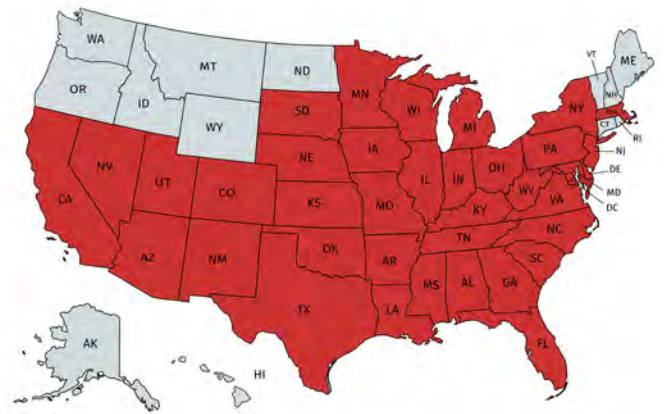 WA
MT
ND
MN
VT
ME
OR
ID
WY
SD
WI
MI
NY
NH
MA
CT
RI
NV
UT
CO
NE
IA
IL
IN
OH
PA
NJ
CA
KS
MO
KY
WV
VA
DE
MD
DC
AZ
NM
OK
AR
TN
NC
SC
TX
LA
MS
AL
GA
FL
AK
HI